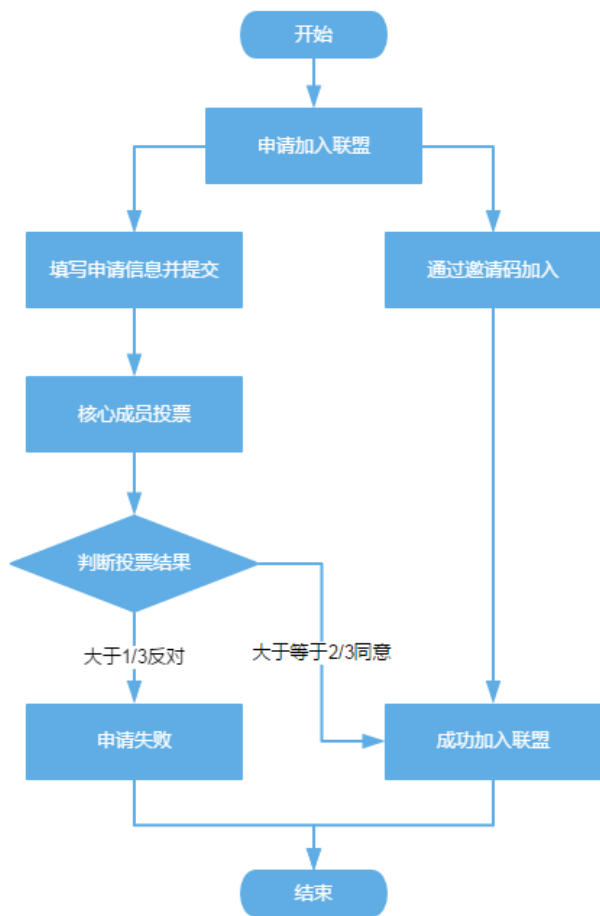 开始
申请加入联盟
填写申请信息并提交
通过邀请码加入
核心成员投票
判断投票结果
大于1/3反对
大于等于2/3同意
申请失败
成功加入联盟
结束